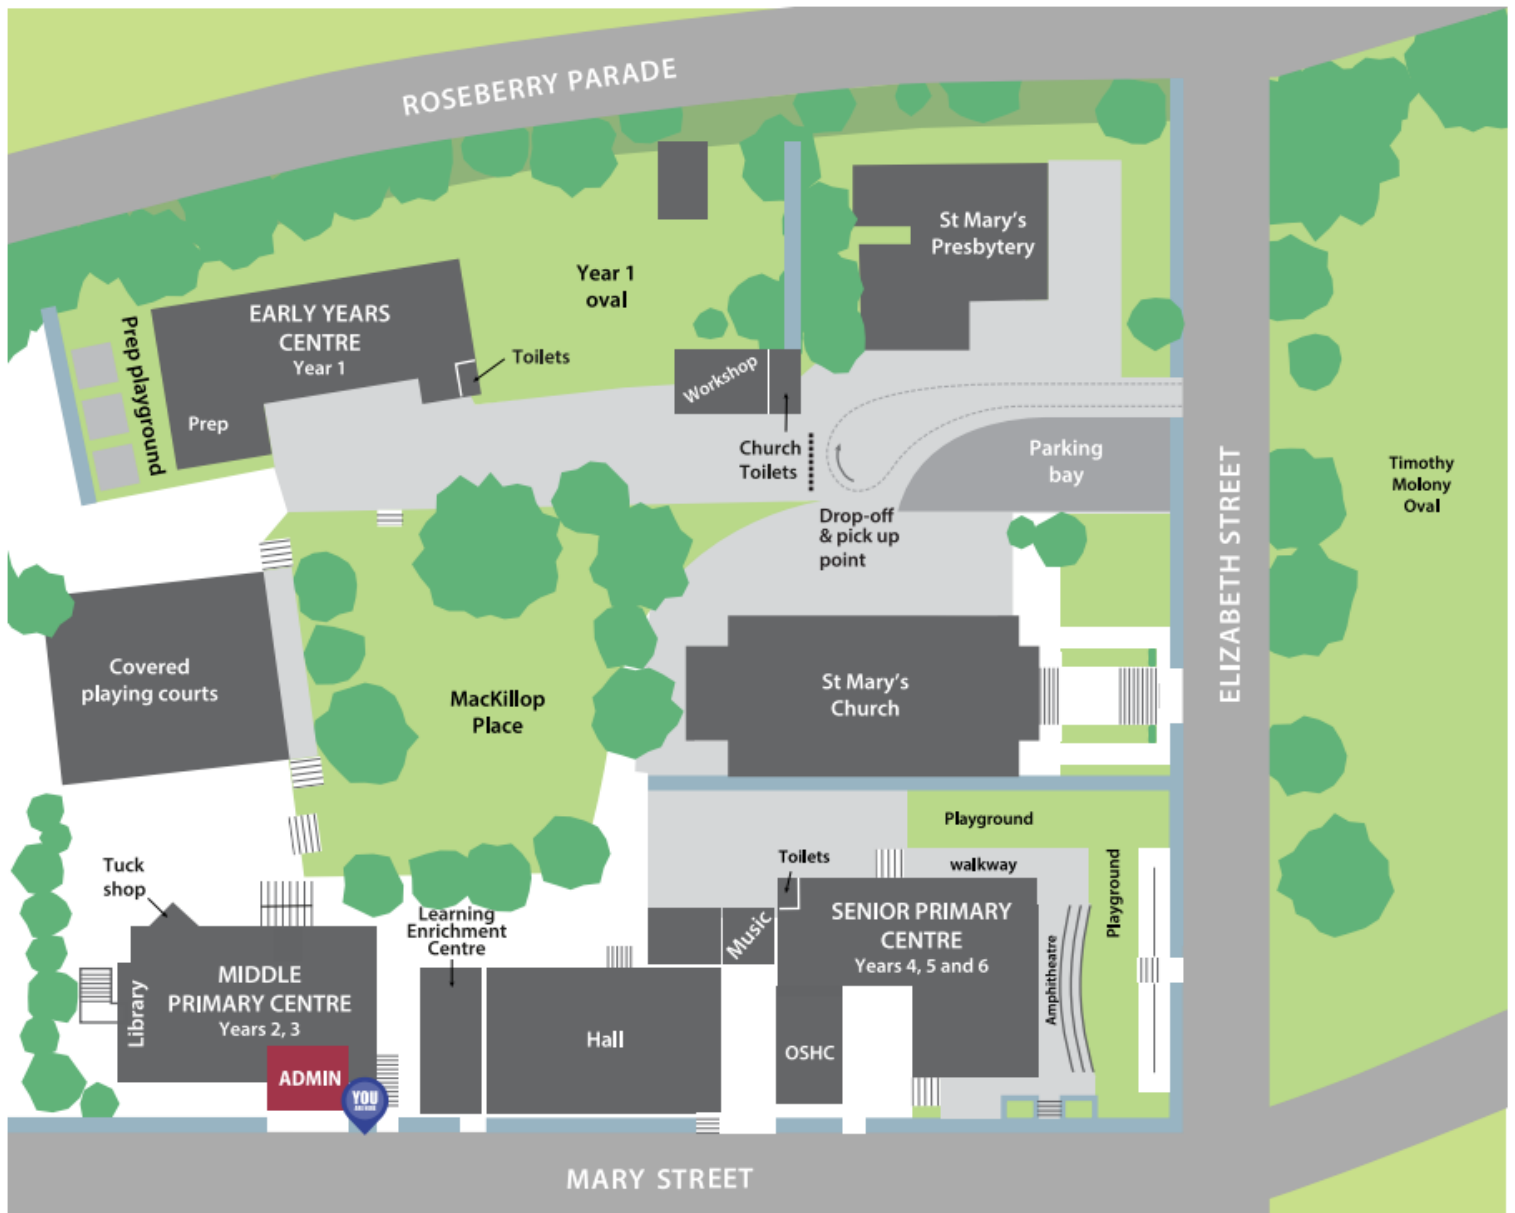 ROSEBERRY PARADE
St Mary's
Presbytery
Year 1
oval
EARLY YEARS
CENTRE
Year 1
Prep playground
Toilets
Workshop
Prep
Church
Toilets
Parking
bay
Drop-off
& pick up
point
ELIZABETH STREET
Timothy
Molony
Oval
Covered
playing courts
MacKillop
Place
St Mary's
Church
Playground
walkway
Playground
Toilets
Tuck
shop
Learning
Enrichment
Centre
Music
SENIOR PRIMARY
CENTRE
Years 4, 5 and 6
Amphitheatre
Library
MIDDLE
PRIMARY CENTRE
Years 2, 3
Hall
OSHC
ADMIN
YOU
ARE HERE
MARY STREET